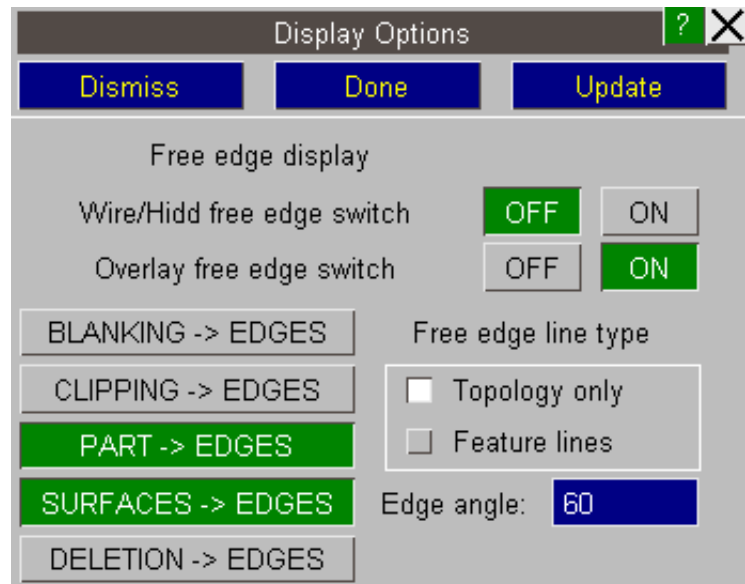 Display Options ? X
Dismiss Done Update
Free edge display
Wire/Hidd free edge switch OFF ON
Overlay free edge switch OFF ON
BLANKING -> EDGES Free edge line type
CLIPPING -> EDGES Topology only
PART -> EDGES Feature lines
SURFACES -> EDGES Edge angle: 60
DELETION -> EDGES